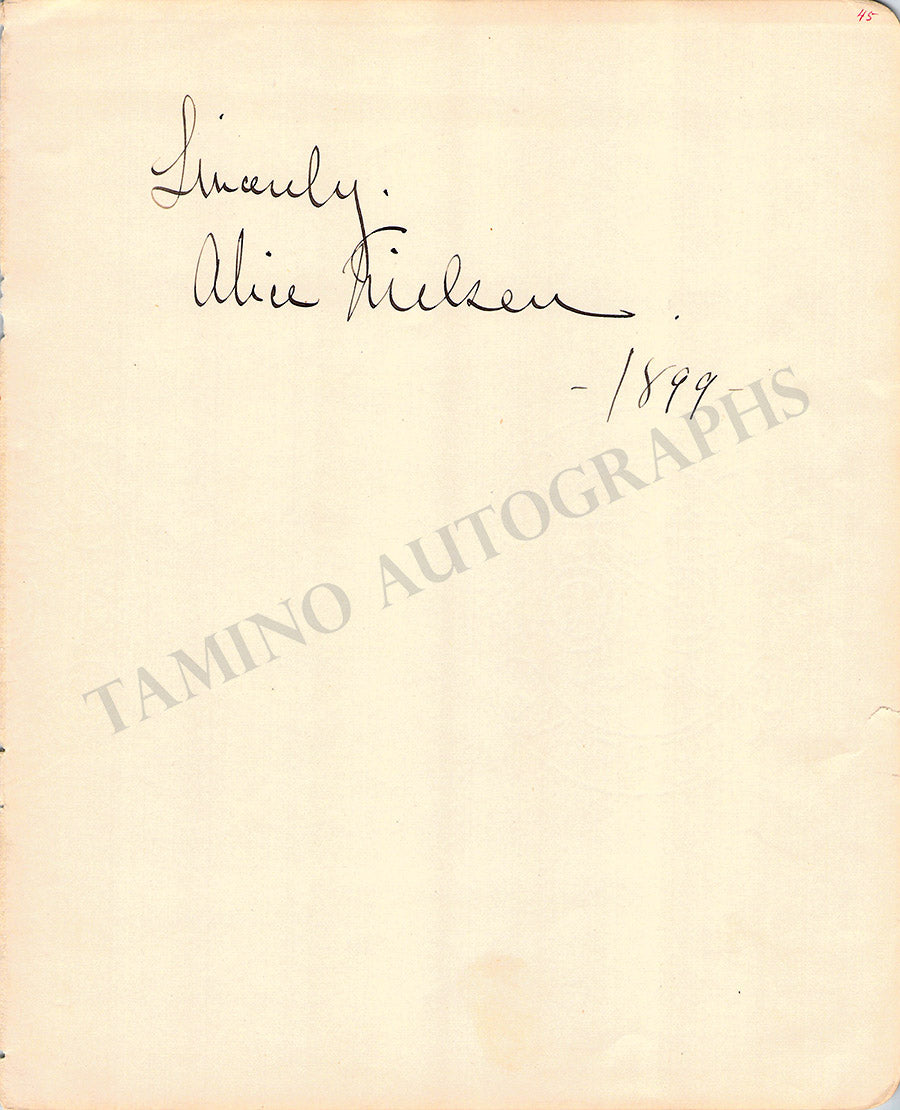 45
Sincerely.
Alice Nielsen.
- 1899 -
TAMINO AUTOGRAPHS